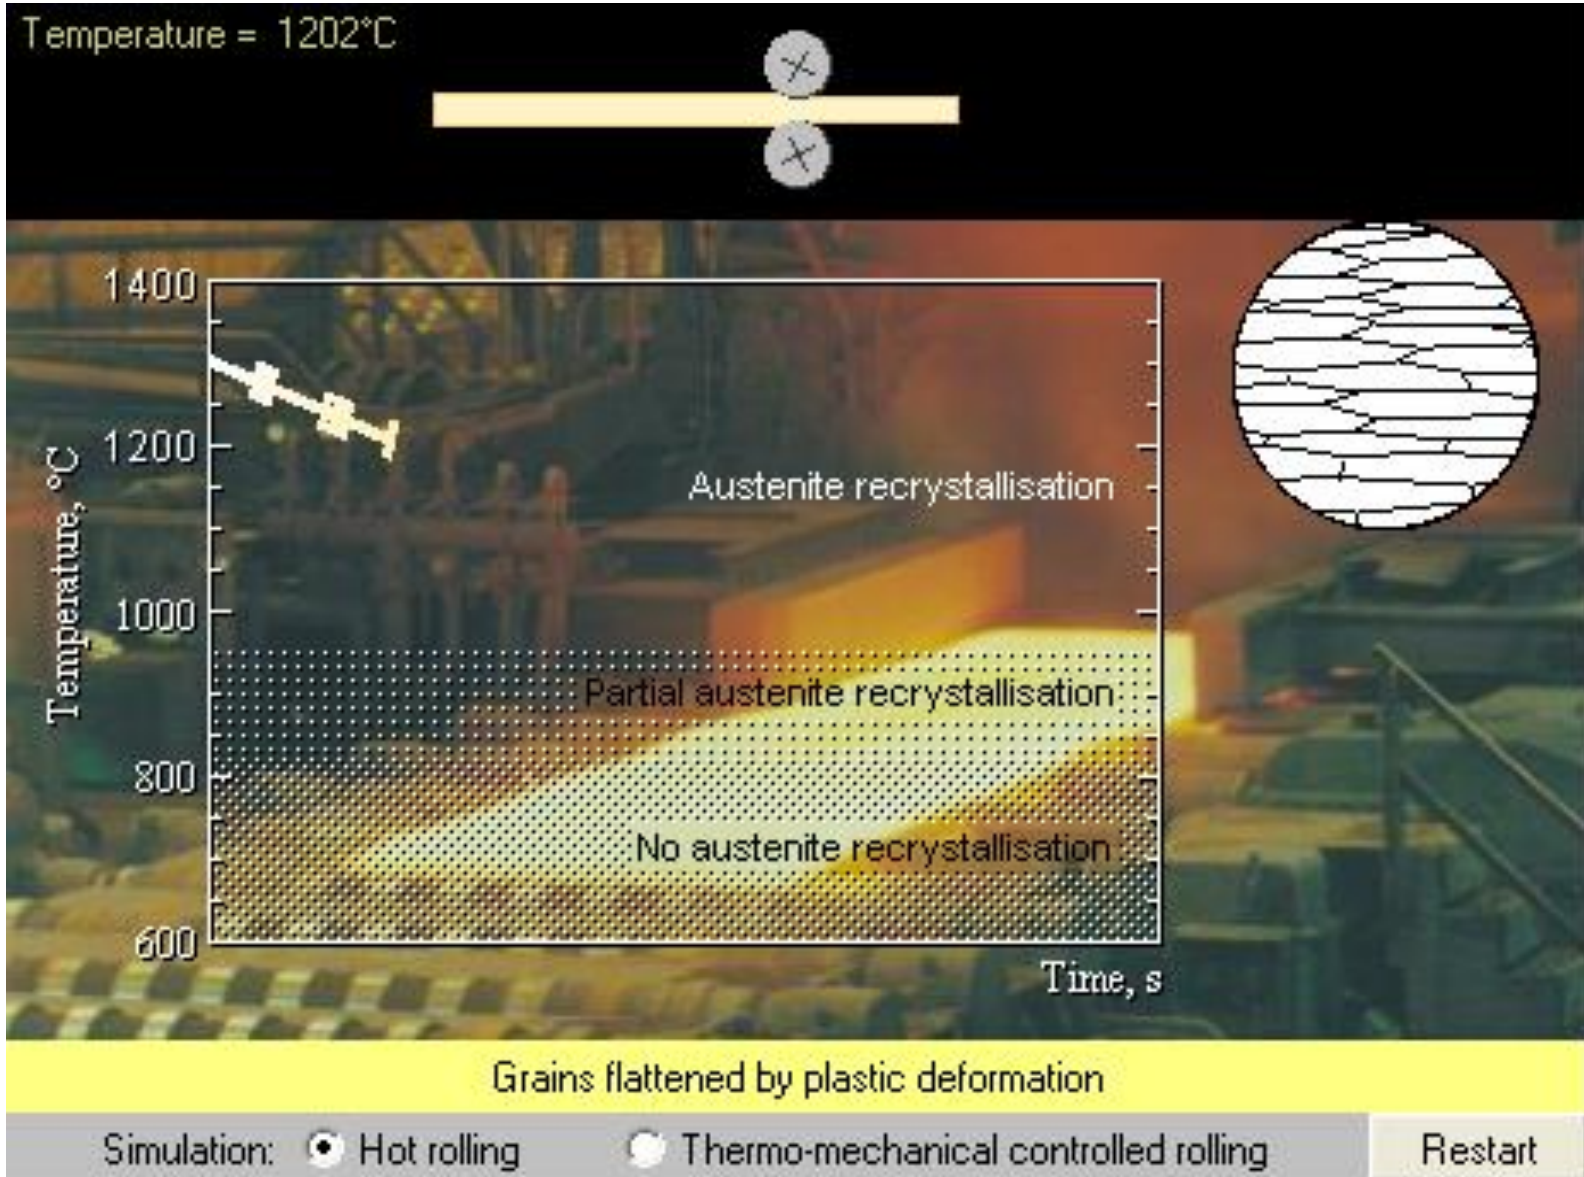 Temperature = 1202°C
1400
1200
1000
800
600
Temperature, °C
Austenite recrystallisation
Partial austenite recrystallisation
No austenite recrystallisation
Time, s
Grains flattened by plastic deformation
Simulation: Hot rolling Thermo-mechanical controlled rolling Restart